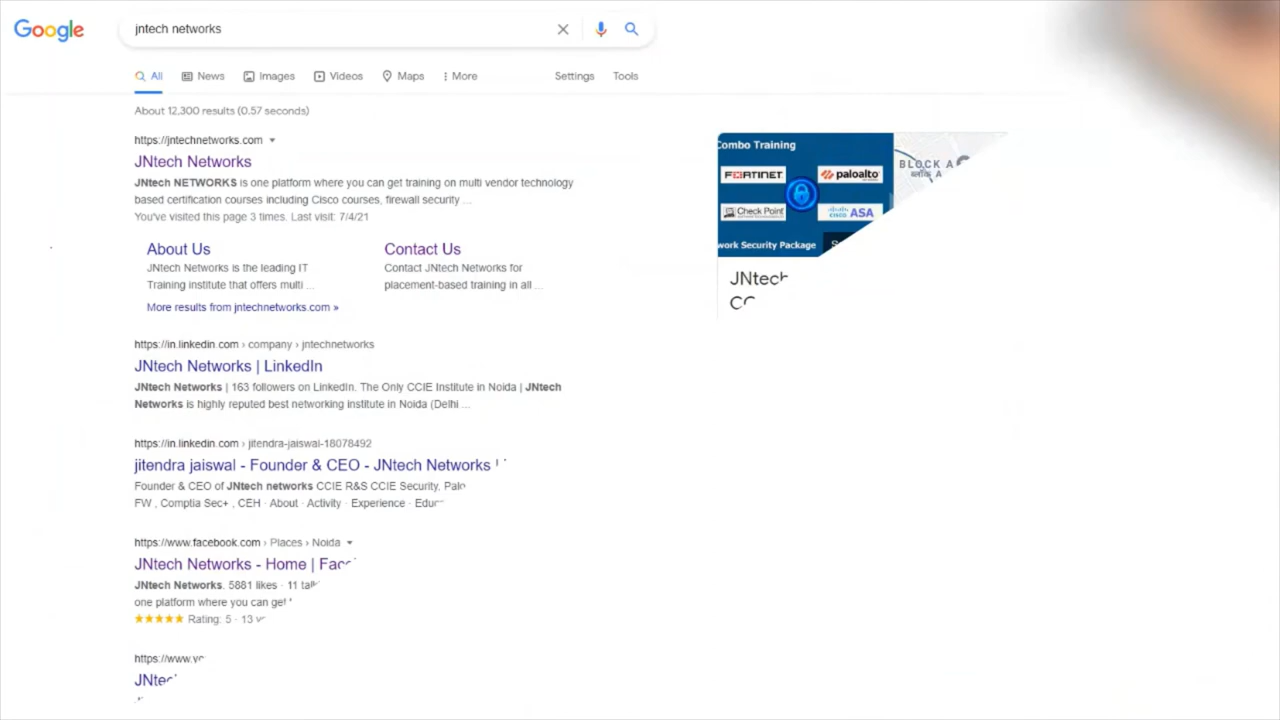 Google
jntech networks
All News Images Videos Maps More Settings Tools
About 12,300 results (0.57 seconds)
https://jntechnetworks.com
JNtech Networks
JNtech NETWORKS is one platform where you can get training on multi vendor technology
based certification courses including Cisco courses, firewall security ...
You've visited this page 3 times. Last visit: 7/4/21
About Us
JNtech Networks is the leading IT
Training institute that offers multi ...
Contact Us
Contact JNtech Networks for
placement-based training in all ...
More results from jntechnetworks.com »
https://in.linkedin.com › company › jntechnetworks
JNtech Networks | LinkedIn
JNtech Networks | 163 followers on LinkedIn. The Only CCIE Institute in Noida | JNtech
Networks is highly reputed best networking institute in Noida (Delhi ...
https://in.linkedin.com › jitendra-jaiswal-18078492
jitendra jaiswal - Founder & CEO - JNtech Networks
Founder & CEO of JNtech networks CCIE R&S CCIE Security, Palo
FW , Comptia Sec+ , CEH · About · Activity · Experience ·
https://www.facebook.com › Places › Noida
JNtech Networks - Home |
JNtech Networks. 5881 likes · 11
one platform where you can get
Rating: 5 · 13
https://www.
JNtec
Combo Training
FORTINET
paloalto
Check Point
CISCO ASA
work Security Package
BLOCK A
ब्लॉक A
JNtech